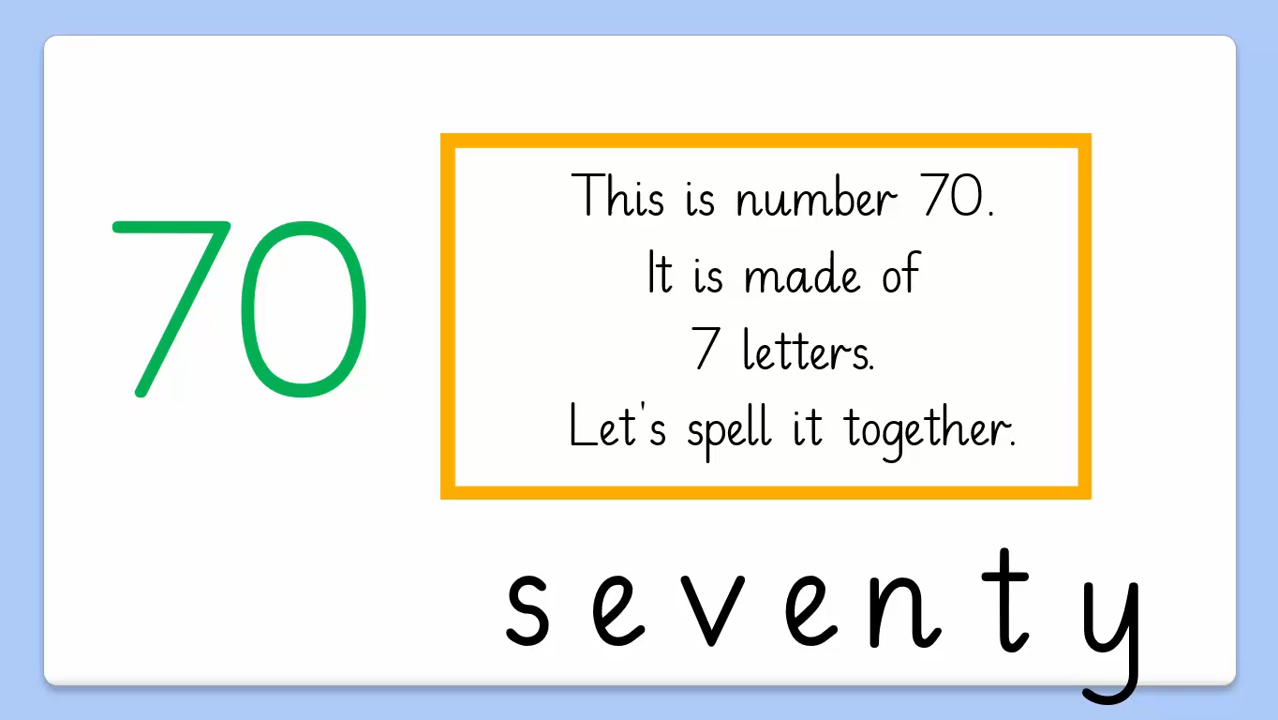 70
This is number 70.
It is made of
7 letters.
Let's spell it together.
s e v e n t y